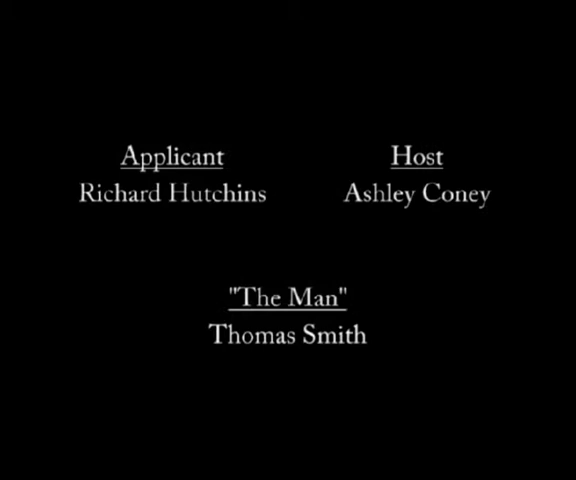 Applicant Host
Richard Hutchins Ashley Coney
"The Man"
Thomas Smith